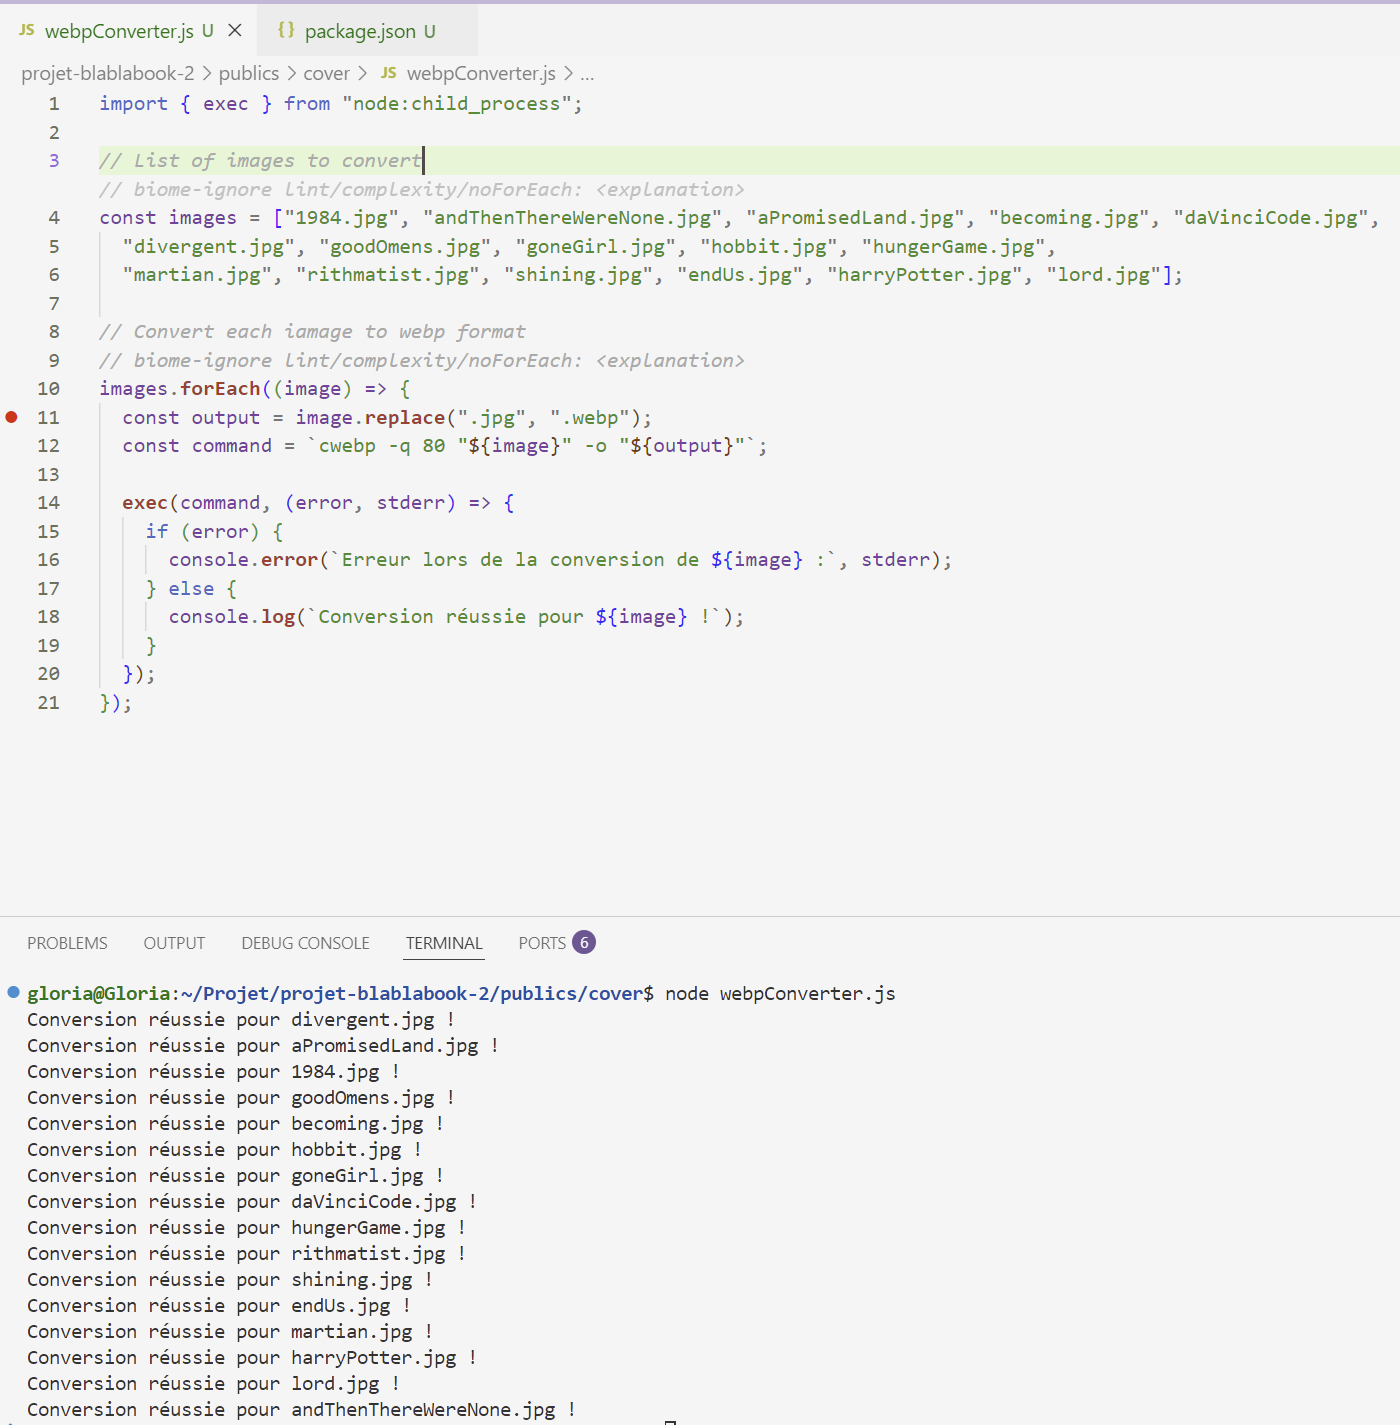 JS webpConverter.js U × {} package.json U
projet-blablabook-2 > publics > cover > JS webpConverter.js > ...
1 import { exec } from "node:child_process";
2
3 // List of images to convert
// biome-ignore lint/complexity/noForEach: <explanation>
4 const images = ["1984.jpg", "andThenThereWereNone.jpg", "aPromisedLand.jpg", "becoming.jpg", "daVinciCode.jpg",
5 "divergent.jpg", "goodOmens.jpg", "goneGirl.jpg", "hobbit.jpg", "hungerGame.jpg",
6 "martian.jpg", "rithmatist.jpg", "shining.jpg", "endUs.jpg", "harryPotter.jpg", "lord.jpg"];
7
8 // Convert each iamage to webp format
9 // biome-ignore lint/complexity/noForEach: <explanation>
10 images.forEach((image) => {
11 const output = image.replace(".jpg", ".webp");
12 const command = `cwebp -q 80 "${image}" -o "${output}"`;
13
14 exec(command, (error, stderr) => {
15 if (error) {
16 console.error(`Erreur lors de la conversion de ${image} :`, stderr);
17 } else {
18 console.log(`Conversion réussie pour ${image} !`);
19 }
20 });
21 });
PROBLEMS OUTPUT DEBUG CONSOLE TERMINAL PORTS 6
gloria@Gloria:~/Projet/projet-blablabook-2/publics/cover$ node webpConverter.js
Conversion réussie pour divergent.jpg !
Conversion réussie pour aPromisedLand.jpg !
Conversion réussie pour 1984.jpg !
Conversion réussie pour goodOmens.jpg !
Conversion réussie pour becoming.jpg !
Conversion réussie pour hobbit.jpg !
Conversion réussie pour goneGirl.jpg !
Conversion réussie pour daVinciCode.jpg !
Conversion réussie pour hungerGame.jpg !
Conversion réussie pour rithmatist.jpg !
Conversion réussie pour shining.jpg !
Conversion réussie pour endUs.jpg !
Conversion réussie pour martian.jpg !
Conversion réussie pour harryPotter.jpg !
Conversion réussie pour lord.jpg !
Conversion réussie pour andThenThereWereNone.jpg !